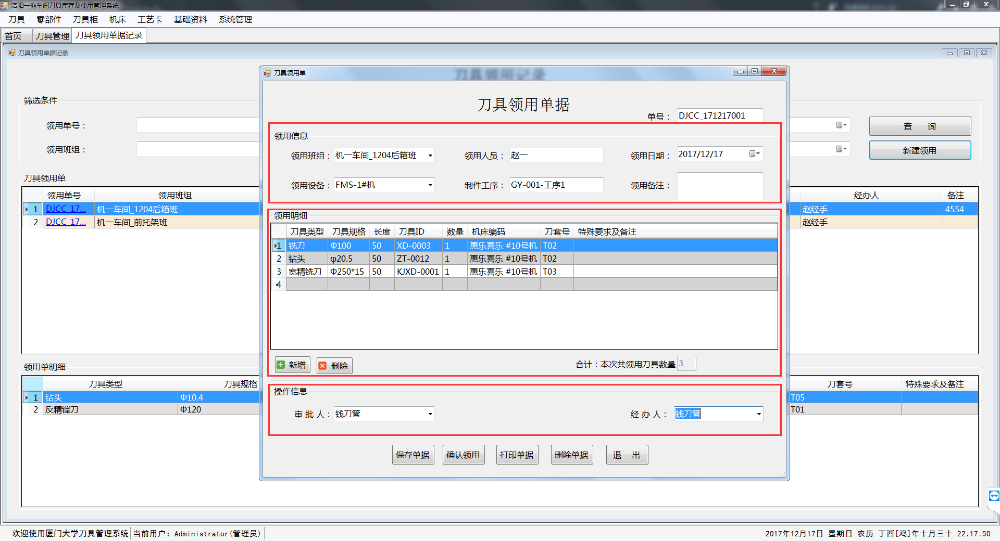 洛阳一拖车间刀具库存及使用管理系统
刀具 零部件 刀具柜 机床 工艺卡 基础资料 系统管理
首页 刀具管理 刀具领用单据记录
刀具领用单据记录
刀具领用记录
筛选条件
领用单号：
领用班组：
查 询
新建领用
刀具领用单
领用单号 领用班组 经办人 备注
1 DJCC_17... 机一车间_1204后箱班 赵经手 4554
2 DJCC_17... 机一车间_前托架班 赵经手
领用单明细
刀具类型 刀具规格 刀套号 特殊要求及备注
1 钻头 Φ10.4 T05
2 反精镗刀 Φ120 T01
刀具领用单
刀具领用单据
单号： DJCC_171217001
领用信息
领用班组： 机一车间_1204后箱班 领用人员： 赵一 领用日期： 2017/12/17
领用设备： FMS-1#机 制件工序： GY-001-工序1 领用备注：
领用明细
刀具类型 刀具规格 长度 刀具ID 数量 机床编码 刀套号 特殊要求及备注
1 铣刀 Φ100 50 XD-0003 1 惠乐喜乐 #10号机 T02
2 钻头 φ20.5 50 ZT-0012 1 惠乐喜乐 #10号机 T02
3 宽精铣刀 Φ250*15 50 KJXD-0001 1 惠乐喜乐 #10号机 T03
4
新增 删除 合计：本次共领用刀具数量 3
操作信息
审 批 人： 钱刀管 经 办 人： 钱刀管
保存单据 确认领用 打印单据 删除单据 退 出
欢迎使用厦门大学刀具管理系统 当前用户：Administrator(管理员) 2017年12月17日 星期日 农历 丁酉[鸡]年十月三十 22:17:50